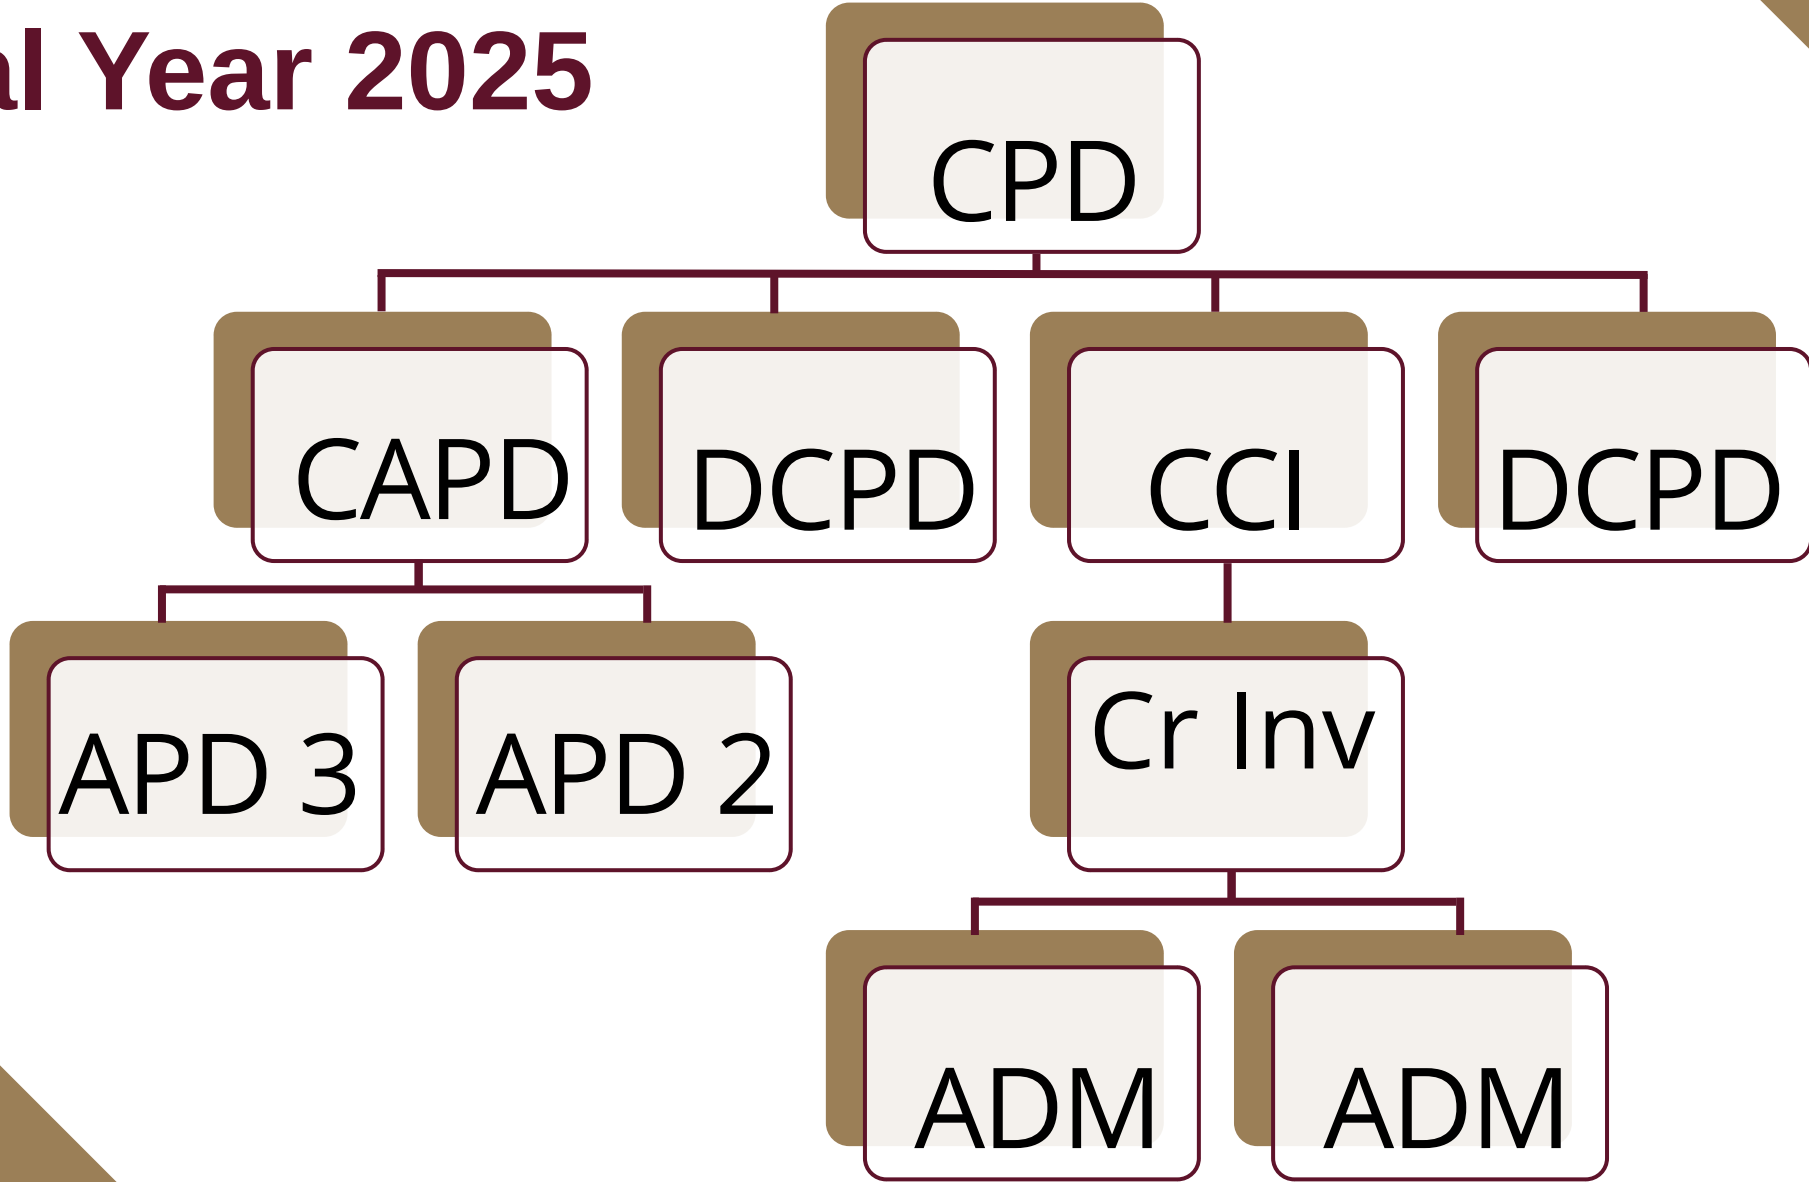 al Year 2025
CPD
CAPD
DCPD
CCI
DCPD
APD 3
APD 2
Cr Inv
ADM
ADM